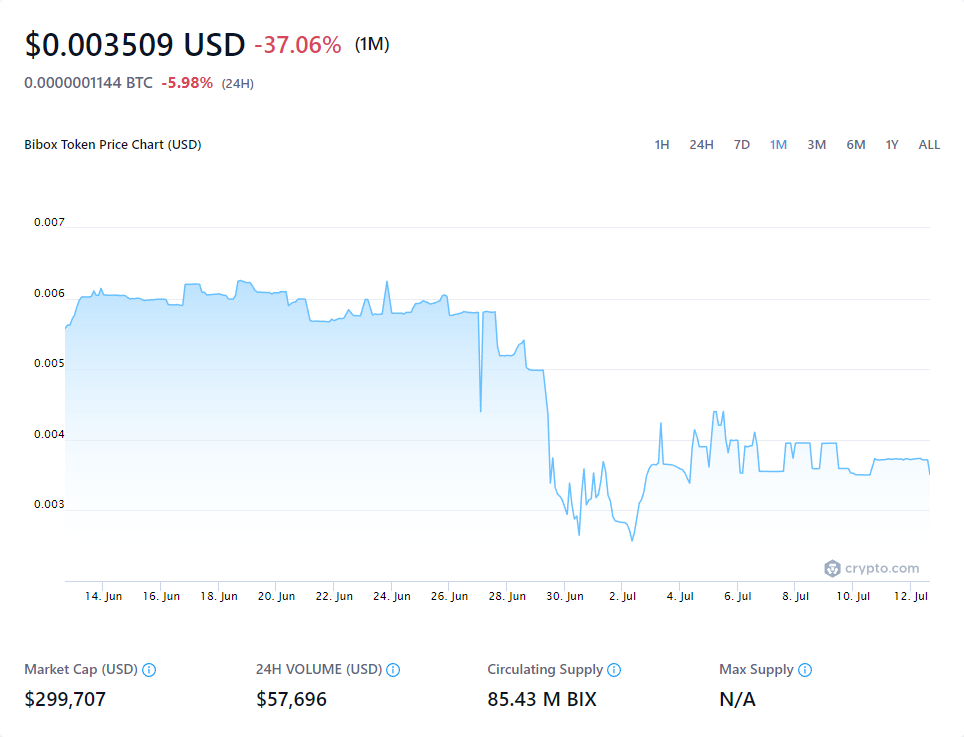 $0.003509 USD -37.06% (1M)
0.0000001144 BTC -5.98% (24H)
Bibox Token Price Chart (USD) 1H 24H 7D 1M 3M 6M 1Y ALL
0.007
0.006
0.005
0.004
0.003
crypto.com
14. Jun 16. Jun 18. Jun 20. Jun 22. Jun 24. Jun 26. Jun 28. Jun 30. Jun 2. Jul 4. Jul 6. Jul 8. Jul 10. Jul 12. Jul
Market Cap (USD) 24H VOLUME (USD) Circulating Supply Max Supply
$299,707 $57,696 85.43 M BIX N/A